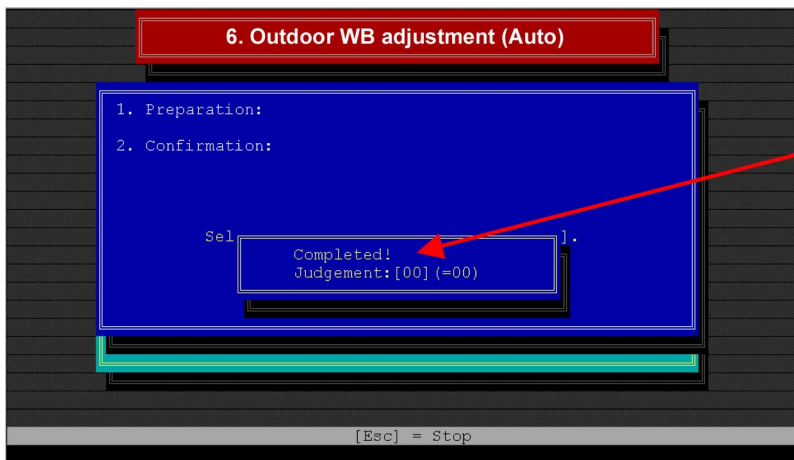 6. Outdoor WB adjustment (Auto)
1. Preparation:
2. Confirmation:
Sel ].
Completed!
Judgement:[00](=00)
[Esc] = Stop